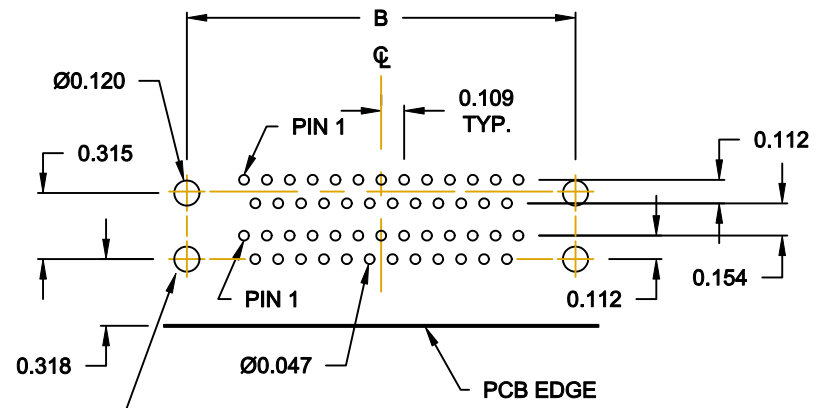 B
℄
Ø0.120
0.109
TYP.
PIN 1
0.112
0.315
0.154
PIN 1
0.112
0.318
Ø0.047
PCB EDGE